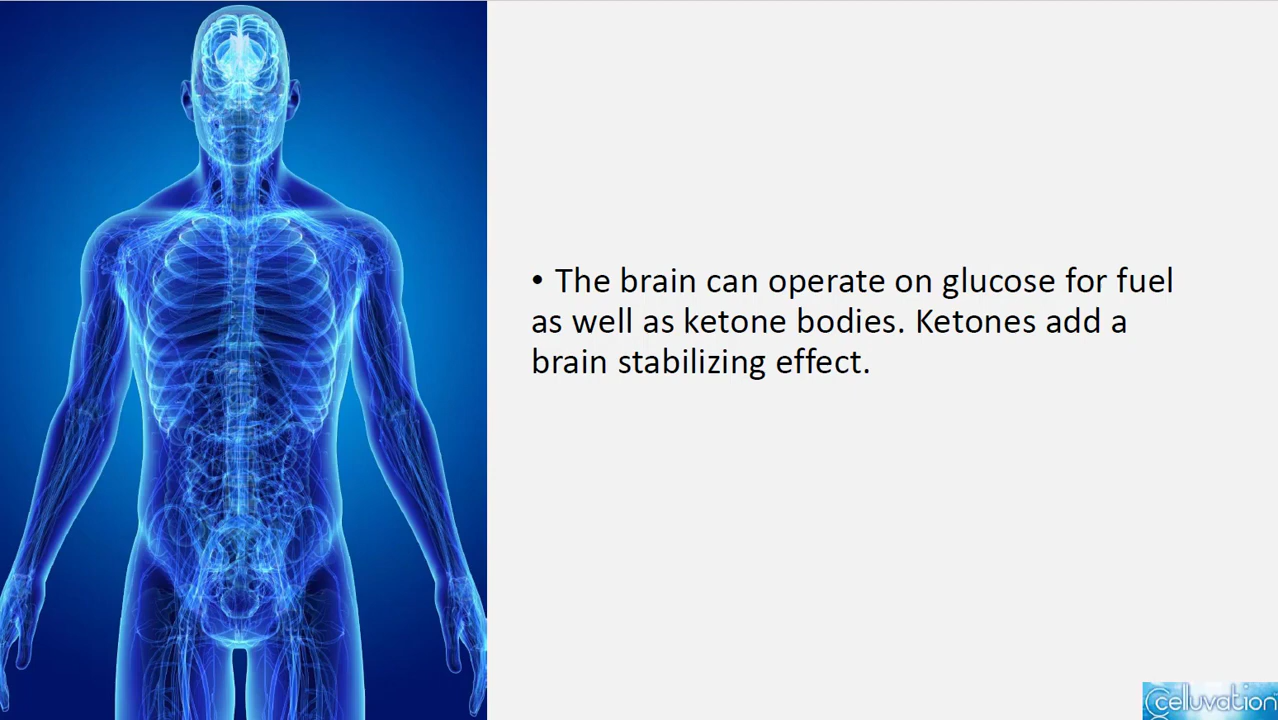 • The brain can operate on glucose for fuel
as well as ketone bodies. Ketones add a
brain stabilizing effect.
Celluvation